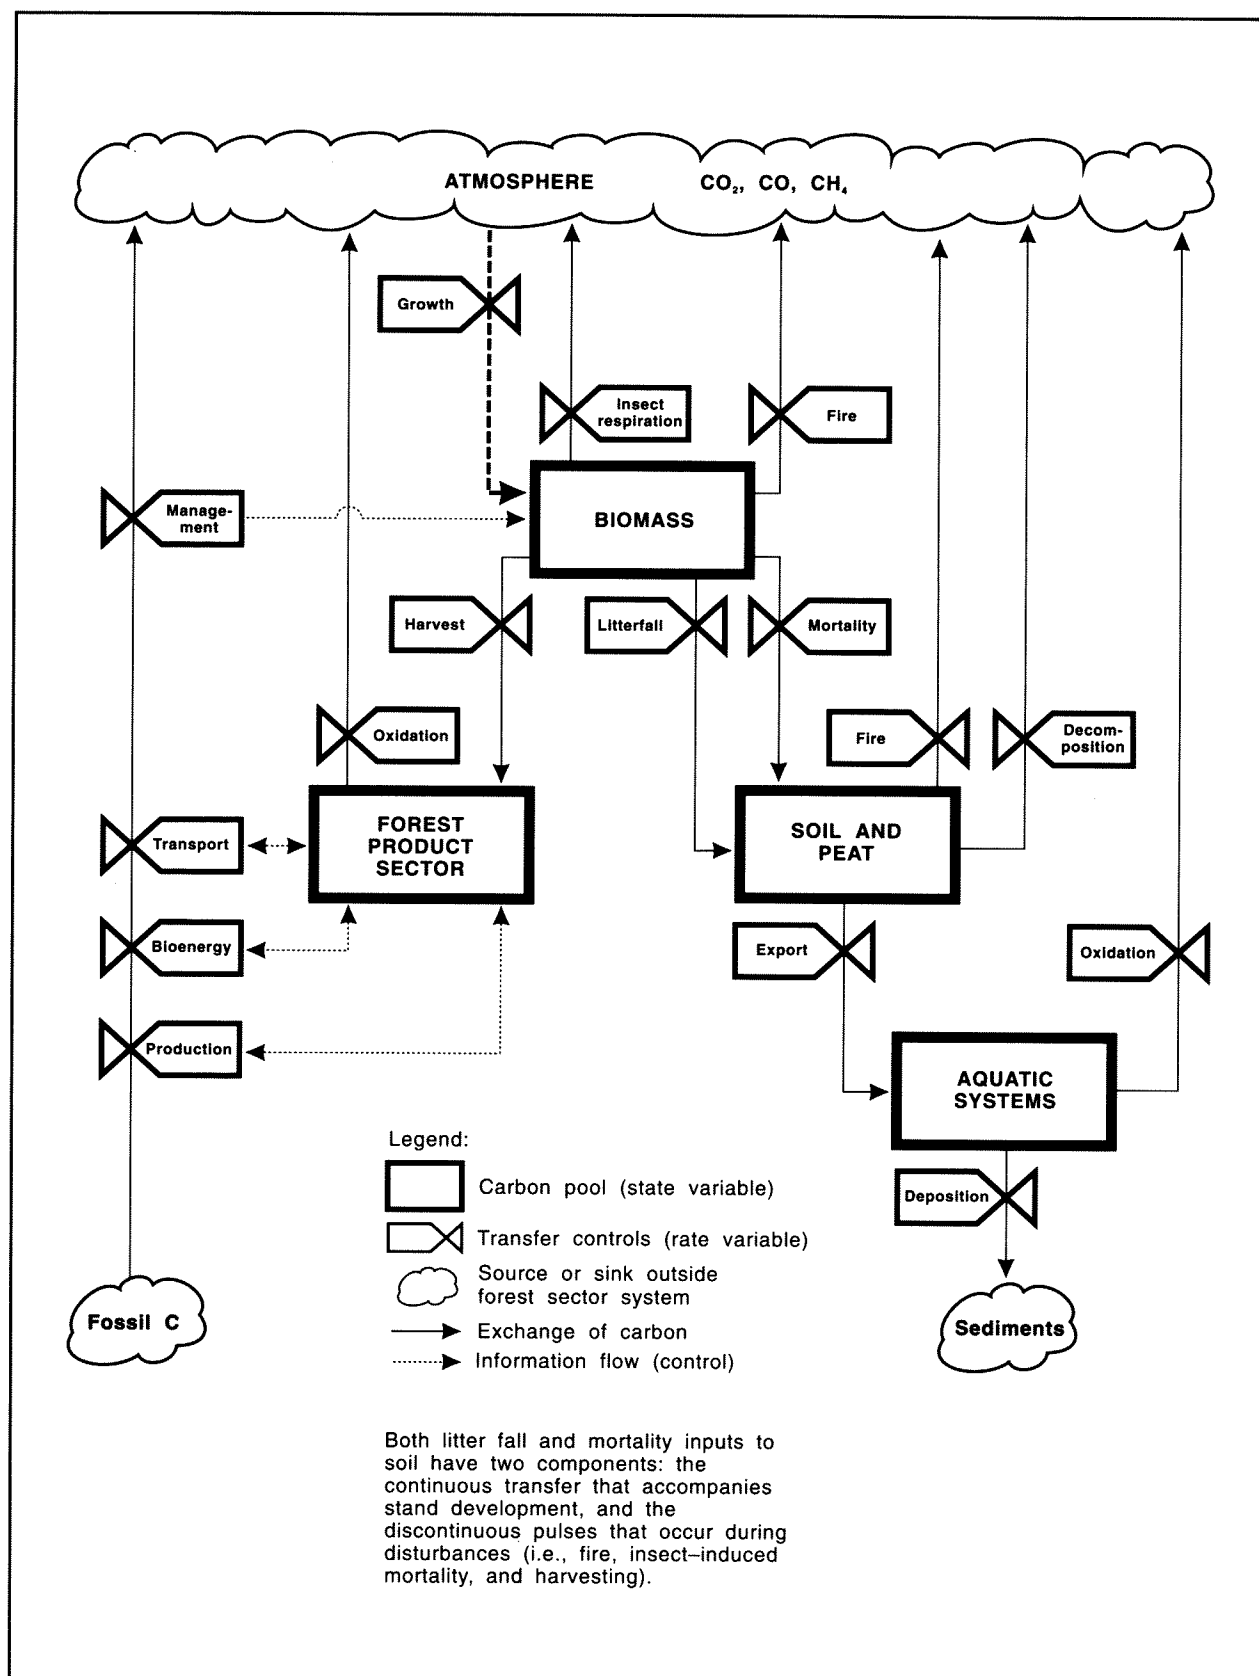 ATMOSPHERE CO₂, CO, CH₄
Growth
Insect
respiration
Fire
Manage-
ment
BIOMASS
Harvest
Litterfall
Mortality
Oxidation
Fire
Decom-
position
Transport
FOREST
PRODUCT
SECTOR
SOIL AND
PEAT
Bioenergy
Export
Oxidation
Production
AQUATIC
SYSTEMS
Deposition
Fossil C
Sediments
Legend:
Carbon pool (state variable)
Transfer controls (rate variable)
Source or sink outside
forest sector system
Exchange of carbon
Information flow (control)
Both litter fall and mortality inputs to
soil have two components: the
continuous transfer that accompanies
stand development, and the
discontinuous pulses that occur during
disturbances (i.e., fire, insect–induced
mortality, and harvesting).